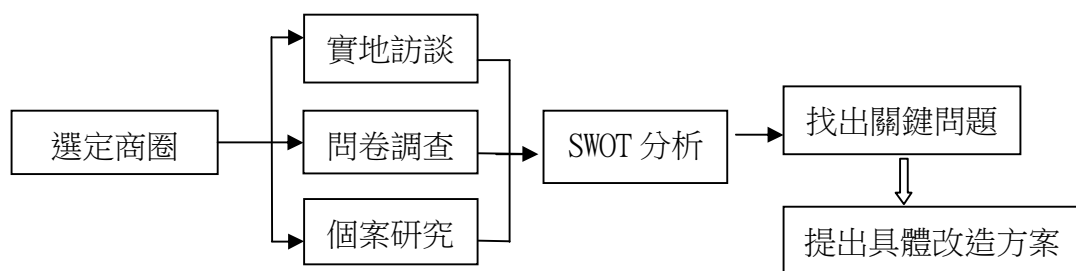 選定商圈
實地訪談
問卷調查
個案研究
SWOT 分析
找出關鍵問題
提出具體改造方案